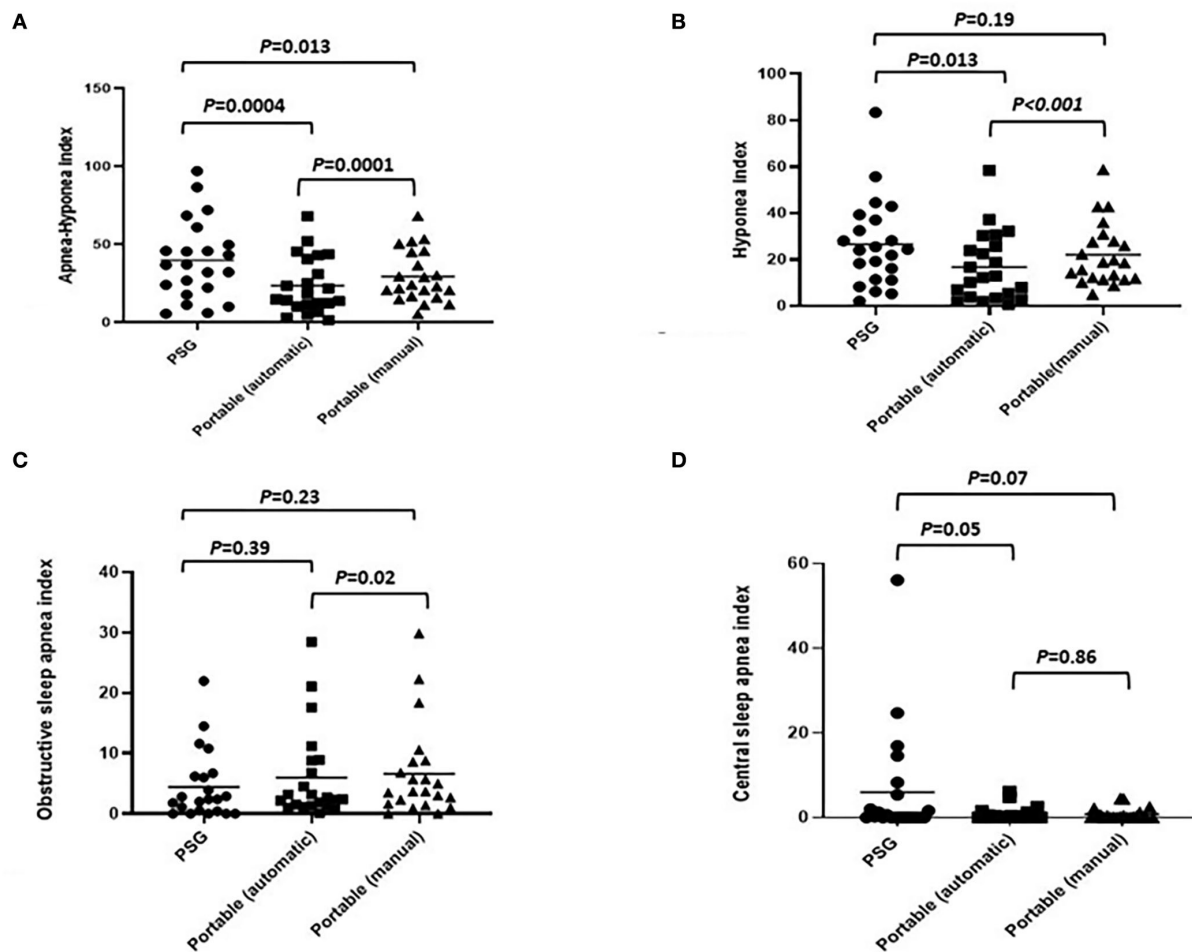 A
P=0.013
P=0.0004
P=0.0001
Apnea-Hyponea index
150
100
50
0
PSG
Portable (automatic)
Portable (manual)
B
P=0.19
P=0.013
P<0.001
Hyponea Index
100
80
60
40
20
0
PSG
Portable (automatic)
Portable(manual)
C
P=0.23
P=0.39
P=0.02
Obstructive sleep apnea index
40
30
20
10
0
PSG
Portable (automatic)
Portable (manual)
D
P=0.07
P=0.05
P=0.86
Central sleep apnea index
60
40
20
0
PSG
Portable (automatic)
Portable (manual)